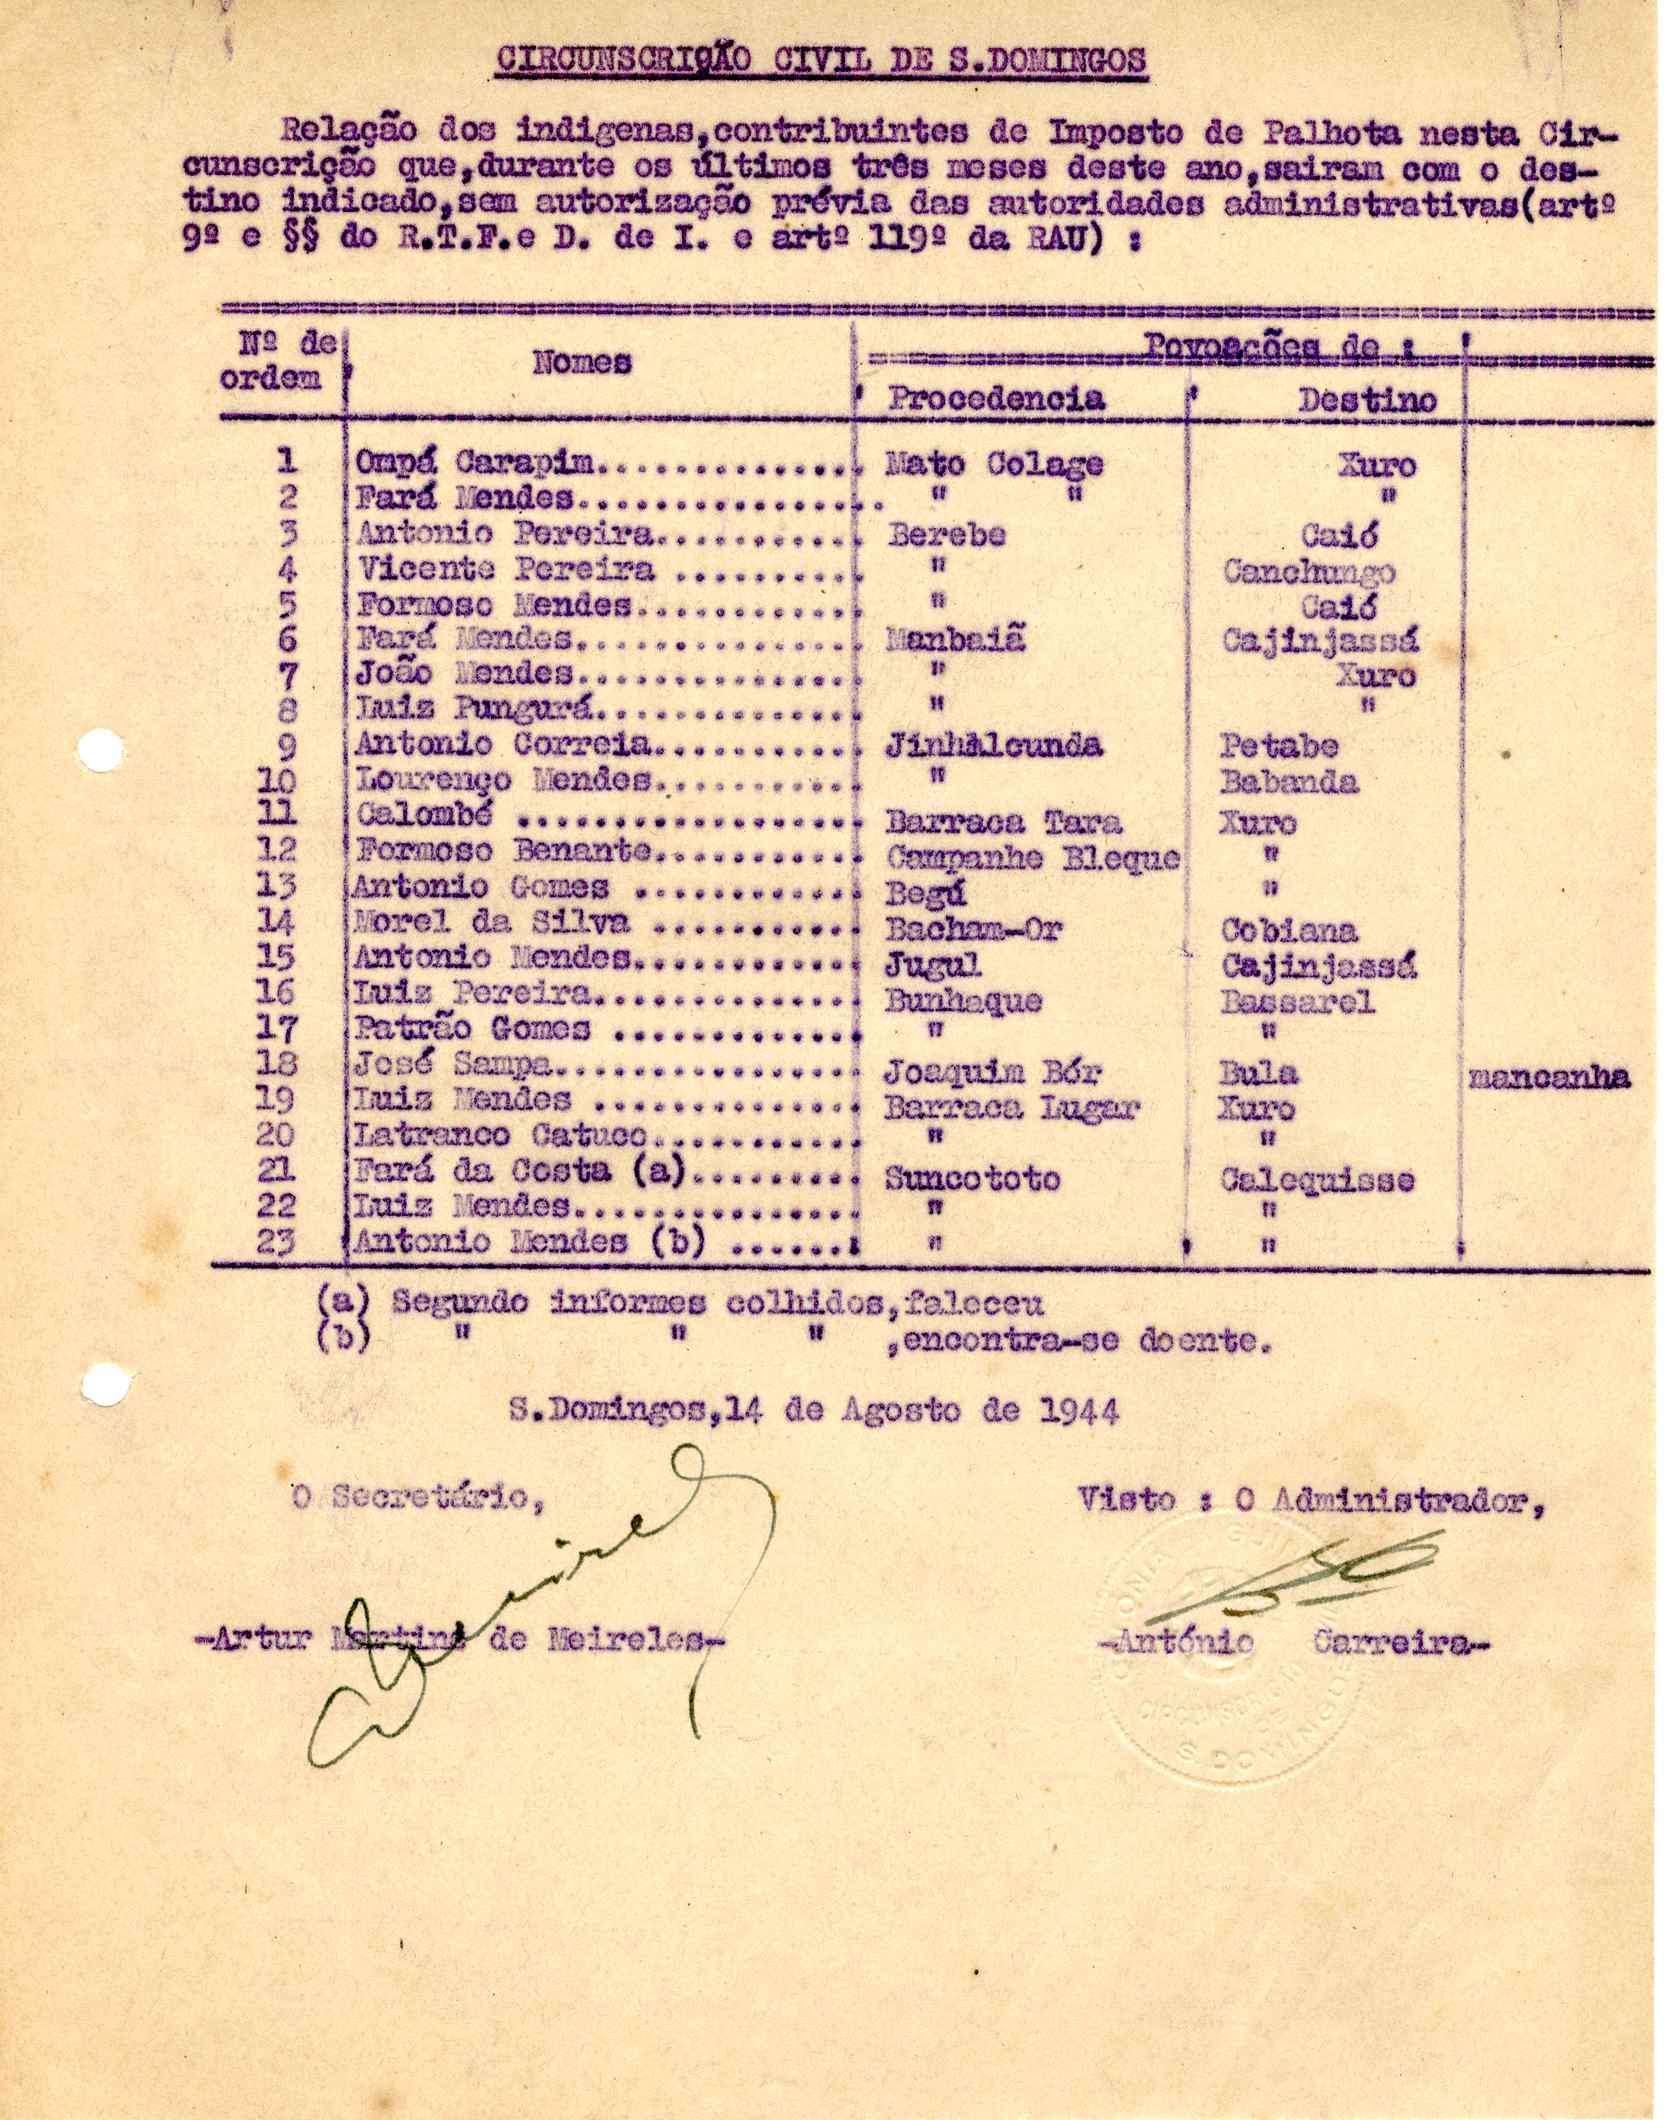 CIRCUNSCRIÇÃO CIVIL DE S.DOMINGOS
Relação dos indigenas,contribuintes de Imposto de Palhota nesta Cir-
cunscrição que,durante os últimos três meses deste ano,sairam com o des-
tino indicado,sem autorização prévia das autoridades administrativas(artº
9º e §§ do R.T.F.e D. de I. e artº 119º da RAU) :
Nº de ordem Nomes Povoações de :
Procedencia Destino
1 Ompá Carapim.............. Mato Colage Xuro
2 Fará Mendes................ " " "
3 Antonio Pereira........... Berebe Caió
4 Vicente Pereira .......... " Canchungo
5 Formoso Mendes............ " Caió
6 Fará Mendes............... Manbaiã Cajinjassá
7 João Mendes............... " Xuro
8 Luiz Pungurá.............. " "
9 Antonio Correia........... Jinhalcunda Petabe
10 Lourenço Mendes........... " Babanda
11 Calombé .................. Barraca Tara Xuro
12 Formoso Benante........... Campanhe Bleque "
13 Antonio Gomes ............ Begú "
14 Morel da Silva ........... Bacham-Or Cobiana
15 Antonio Mendes............ Jugul Cajinjassá
16 Luiz Pereira.............. Bunhaque Bassarel
17 Patrão Gomes ............. " "
18 José Sampa................ Joaquim Bór Bula mancanha
19 Luiz Mendes .............. Barraca Lugar Xuro
20 Latranco Catuco........... " "
21 Fará da Costa (a)......... Suncototo Calequisse
22 Luiz Mendes............... " "
23 Antonio Mendes (b) ....... " "
(a) Segundo informes colhidos,faleceu
(b) " " " ,encontra-se doente.
S.Domingos,14 de Agosto de 1944
O Secretário, Visto : O Administrador,
-Artur Martins de Meireles- -António Carreira-
S DOMINGOS